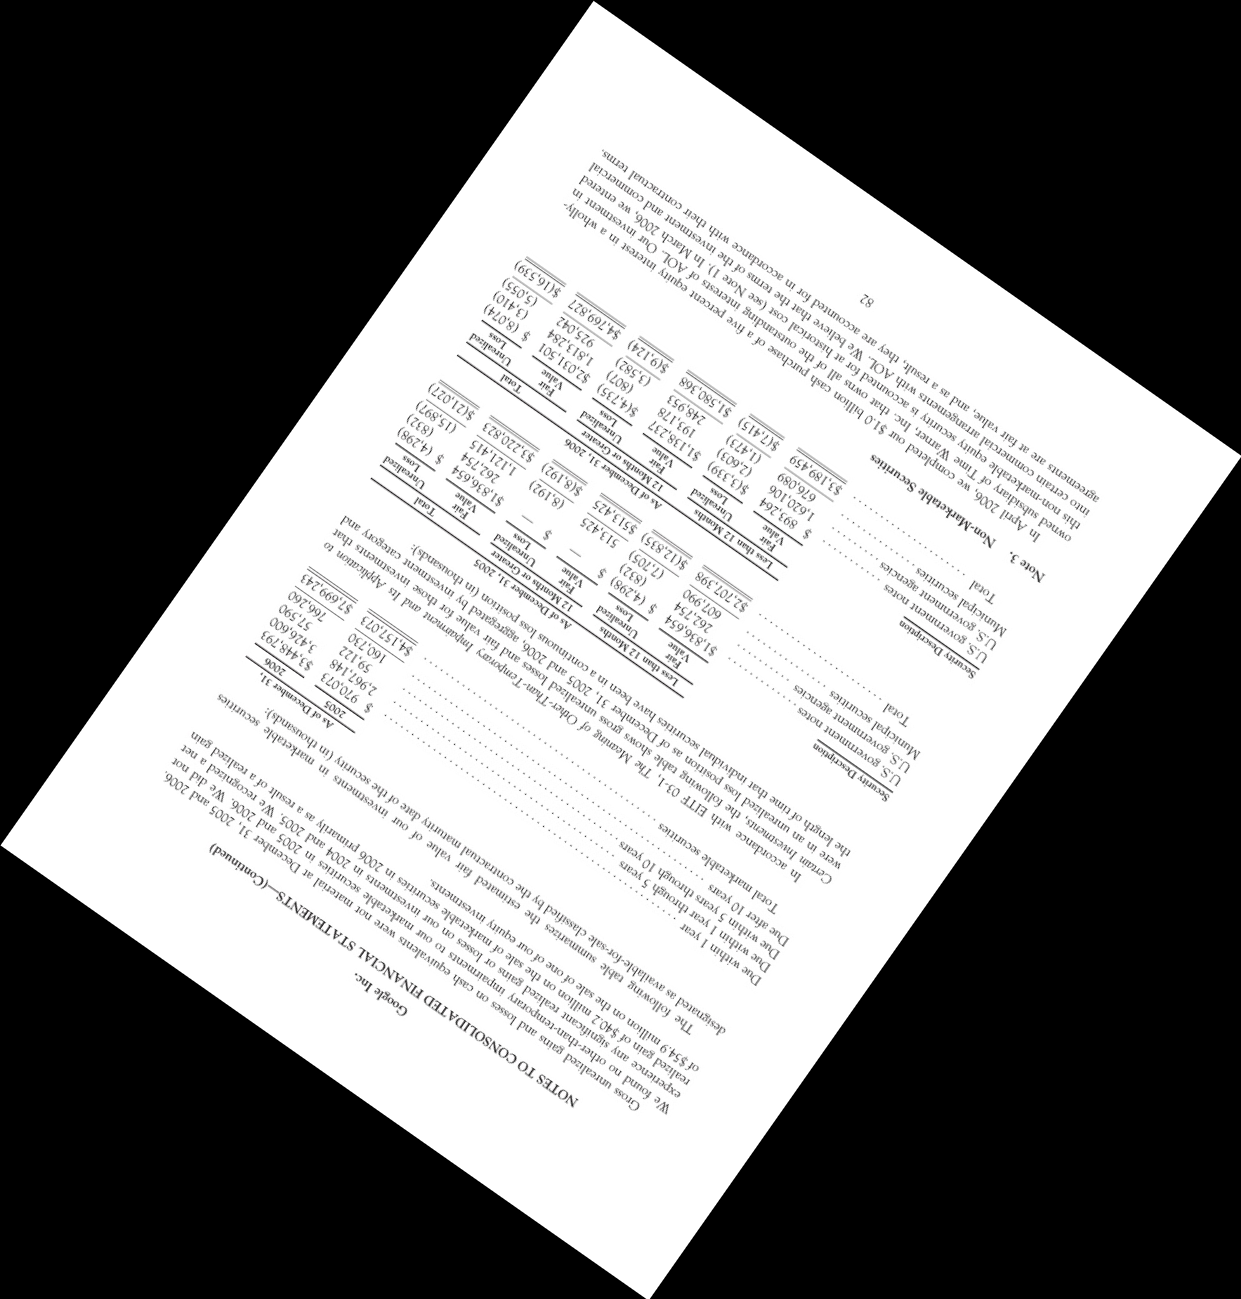 Google Inc.
NOTES TO CONSOLIDATED FINANCIAL STATEMENTS—(Continued)
Gross unrealized gains and losses on cash equivalents were not material at December 31, 2005 and 2006.
We found no other-than-temporary impairments to our marketable securities in 2005 and 2006. We did not
experience any significant realized gains or losses on our investments in 2004 and 2005. We recognized a net
realized gain of $40.2 million on the sale of marketable securities in 2006 primarily as a result of a realized gain
of $54.9 million on the sale of one of our equity investments.
The following table summarizes the estimated fair value of our investments in marketable securities
designated as available-for-sale classified by the contractual maturity date of the security (in thousands):
As of December 31,
2005 2006
Due within 1 year . . . $ 970,073 $3,448,793
Due within 1 year through 5 years . . . 2,967,148 3,426,600
Due within 5 years through 10 years . . . 59,122 57,590
Due after 10 years . . . 160,730 766,260
Total marketable securities . . . $4,157,073 $7,699,243
In accordance with EITF 03-1, The Meaning of Other-Than-Temporary Impairment and Its Application to
Certain Investments, the following table shows gross unrealized losses and fair value for those investments that
were in an unrealized loss position as of December 31, 2005 and 2006, aggregated by investment category and
the length of time that individual securities have been in a continuous loss position (in thousands):
As of December 31, 2005
Less than 12 Months 12 Months or Greater Total
Security Description Fair Value Unrealized Loss Fair Value Unrealized Loss Fair Value Unrealized Loss
U.S. government notes . . . $1,836,654 $ (4,298) $ — $ — $1,836,654 $ (4,298)
U.S. government agencies . . . 262,754 (832) — — 262,754 (832)
Municipal securities . . . 607,990 (7,705) 513,425 (8,192) 1,121,415 (15,897)
Total . . . $2,707,398 $(12,835) $513,425 $(8,192) $3,220,823 $(21,027)
As of December 31, 2006
Less than 12 Months 12 Months or Greater Total
Security Description Fair Value Unrealized Loss Fair Value Unrealized Loss Fair Value Unrealized Loss
U.S. government notes . . . $ 893,264 $(3,339) $1,138,237 $(4,735) $2,031,501 $ (8,074)
U.S. government agencies . . . 1,620,106 (2,603) 193,178 (807) 1,813,284 (3,410)
Municipal securities . . . 676,089 (1,473) 248,953 (3,582) 925,042 (5,055)
Total . . . $3,189,459 $(7,415) $1,580,368 $(9,124) $4,769,827 $(16,539)
Note 3. Non-Marketable Securities
In April 2006, we completed our $1.0 billion cash purchase of a five percent equity interest in a wholly-
owned subsidiary of Time Warner, Inc. that owns all of the outstanding interests of AOL. Our investment in
this non-marketable equity security is accounted for at historical cost (see Note 1). In March 2006, we entered
into certain commercial arrangements with AOL. We believe that the terms of the investment and commercial
agreements are at fair value, and as a result, they are accounted for in accordance with their contractual terms.
82